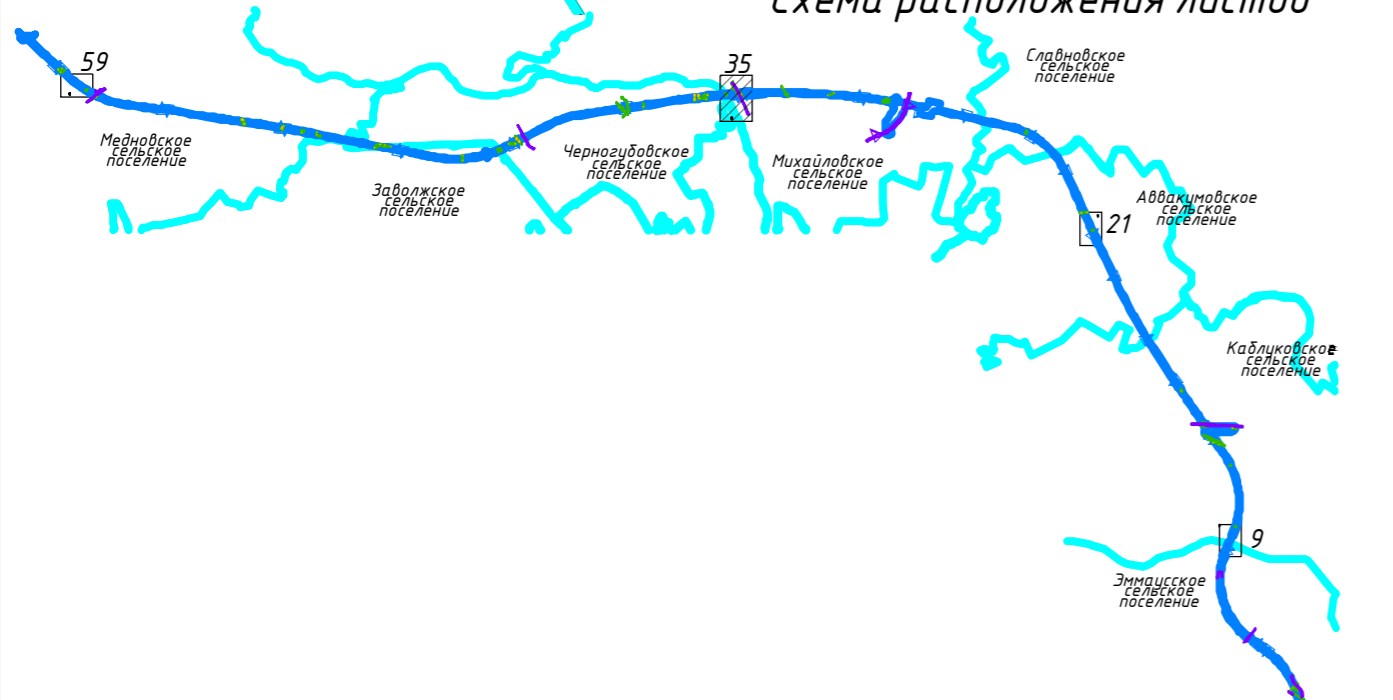 Схема расположения листов
59
35
Славновское
сельское
поселение
Медновское
сельское
поселение
Заволжское
сельское
поселение
Черногубовское
сельское
поселение
Михайловское
сельское
поселение
21
Аввакумовское
сельское
поселение
Каблуковское
сельское
поселение
9
Эммаусское
сельское
поселение